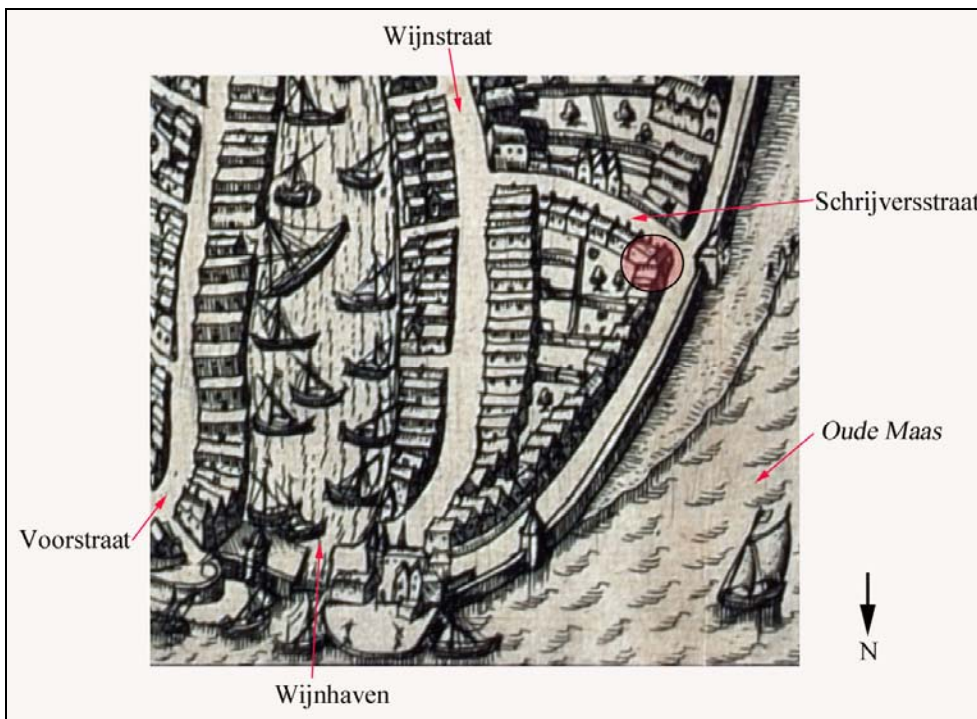 Wijnstraat
Schrijversstraat
Oude Maas
Voorstraat
N
Wijnhaven